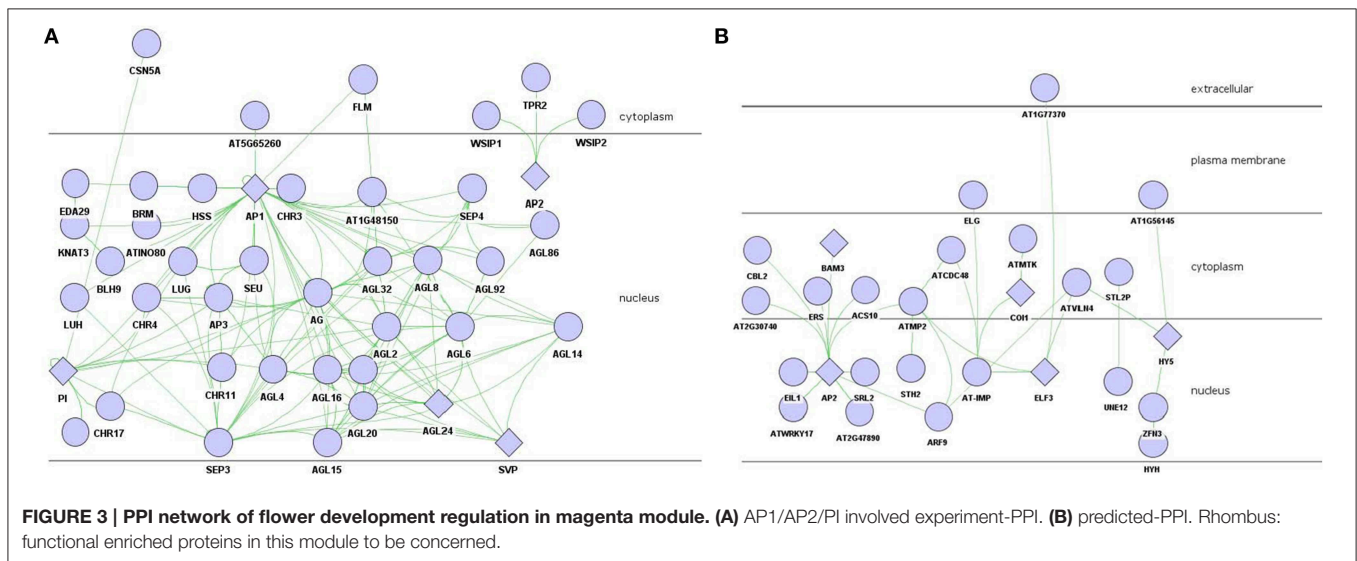 A
CSN5A
FLM
TPR2
cytoplasm
AT5G65260
WSIP1
WSIP2
EDA29
BRM
HSS
AP1
CHR3
AT1G48150
SEP4
AP2
KNAT3
ATINO80
AGL86
BLH9
LUG
SEU
AGL32
AGL8
AGL92
nucleus
LUH
CHR4
AP3
AG
AGL2
AGL6
AGL14
PI
CHR11
AGL4
AGL16
CHR17
AGL20
AGL24
SEP3
AGL15
SVP
B
extracellular
AT1G77370
plasma membrane
ELG
AT1G56145
CBL2
BAM3
ATCDC48
ATMTK
cytoplasm
AT2G30740
ERS
ACS10
ATMP2
COI1
ATVILN4
STL2P
HY5
EIL1
AP2
SRL2
STH2
AT-IMP
ELF3
UNE12
nucleus
ATWRKY17
AT2G47890
ARF9
ZFN3
HYH
FIGURE 3 | PPI network of flower development regulation in magenta module. (A) AP1/AP2/PI involved experiment-PPI. (B) predicted-PPI. Rhombus:
functional enriched proteins in this module to be concerned.